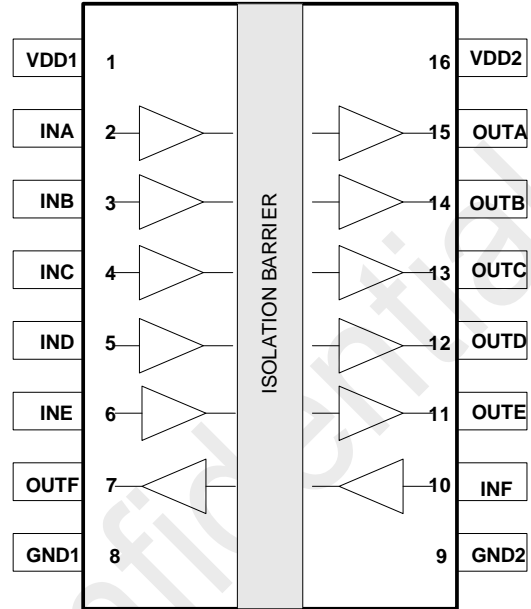 VDD1 1 16 VDD2
INA 2 15 OUTA
INB 3 14 OUTB
INC 4 13 OUTC
IND 5 12 OUTD
INE 6 11 OUTE
OUTF 7 10 INF
GND1 8 9 GND2
ISOLATION BARRIER